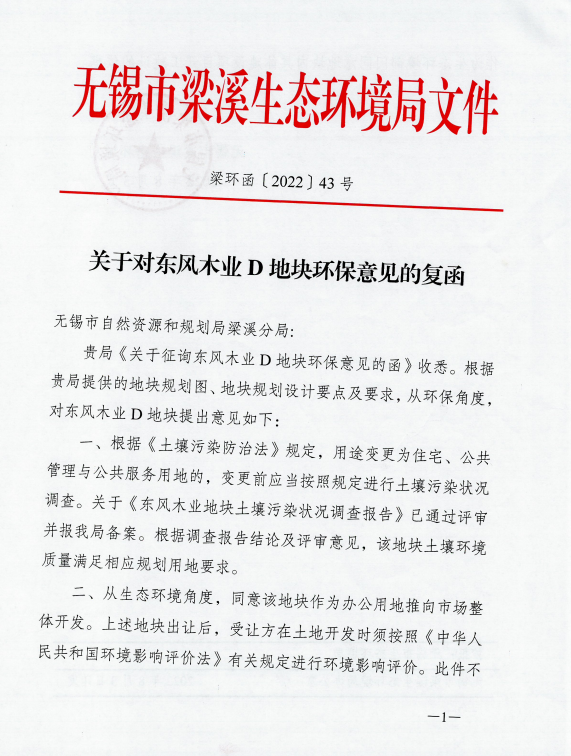 无锡市梁溪生态环境局文件
梁环函〔2022〕43 号
关于对东风木业 D 地块环保意见的复函
无锡市自然资源和规划局梁溪分局:
贵局《关于征询东风木业 D 地块环保意见的函》收悉。根据
贵局提供的地块规划图、地块规划设计要点及要求，从环保角度，
对东风木业 D 地块提出意见如下:
一、根据《土壤污染防治法》规定，用途变更为住宅、公共
管理与公共服务用地的，变更前应当按照规定进行土壤污染状况
调查。关于《东风木业地块土壤污染状况调查报告》已通过评审
并报我局备案。根据调查报告结论及评审意见，该地块土壤环境
质量满足相应规划用地要求。
二、从生态环境角度，同意该地块作为办公用地推向市场整
体开发。上述地块出让后，受让方在土地开发时须按照《中华人
民共和国环境影响评价法》有关规定进行环境影响评价。此件不
—1—